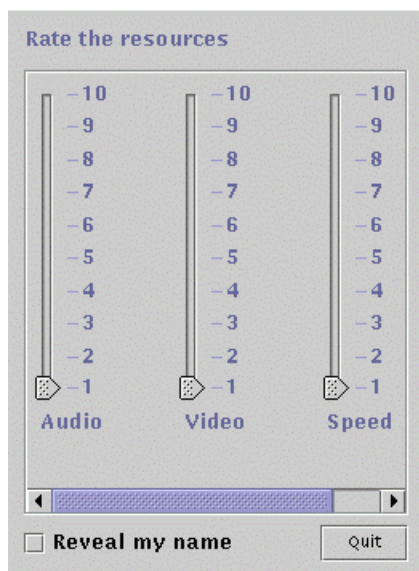 Rate the resources
10 10 10
9 9 9
8 8 8
7 7 7
6 6 6
5 5 5
4 4 4
3 3 3
2 2 2
1 1 1
Audio Video Speed
Reveal my name Quit